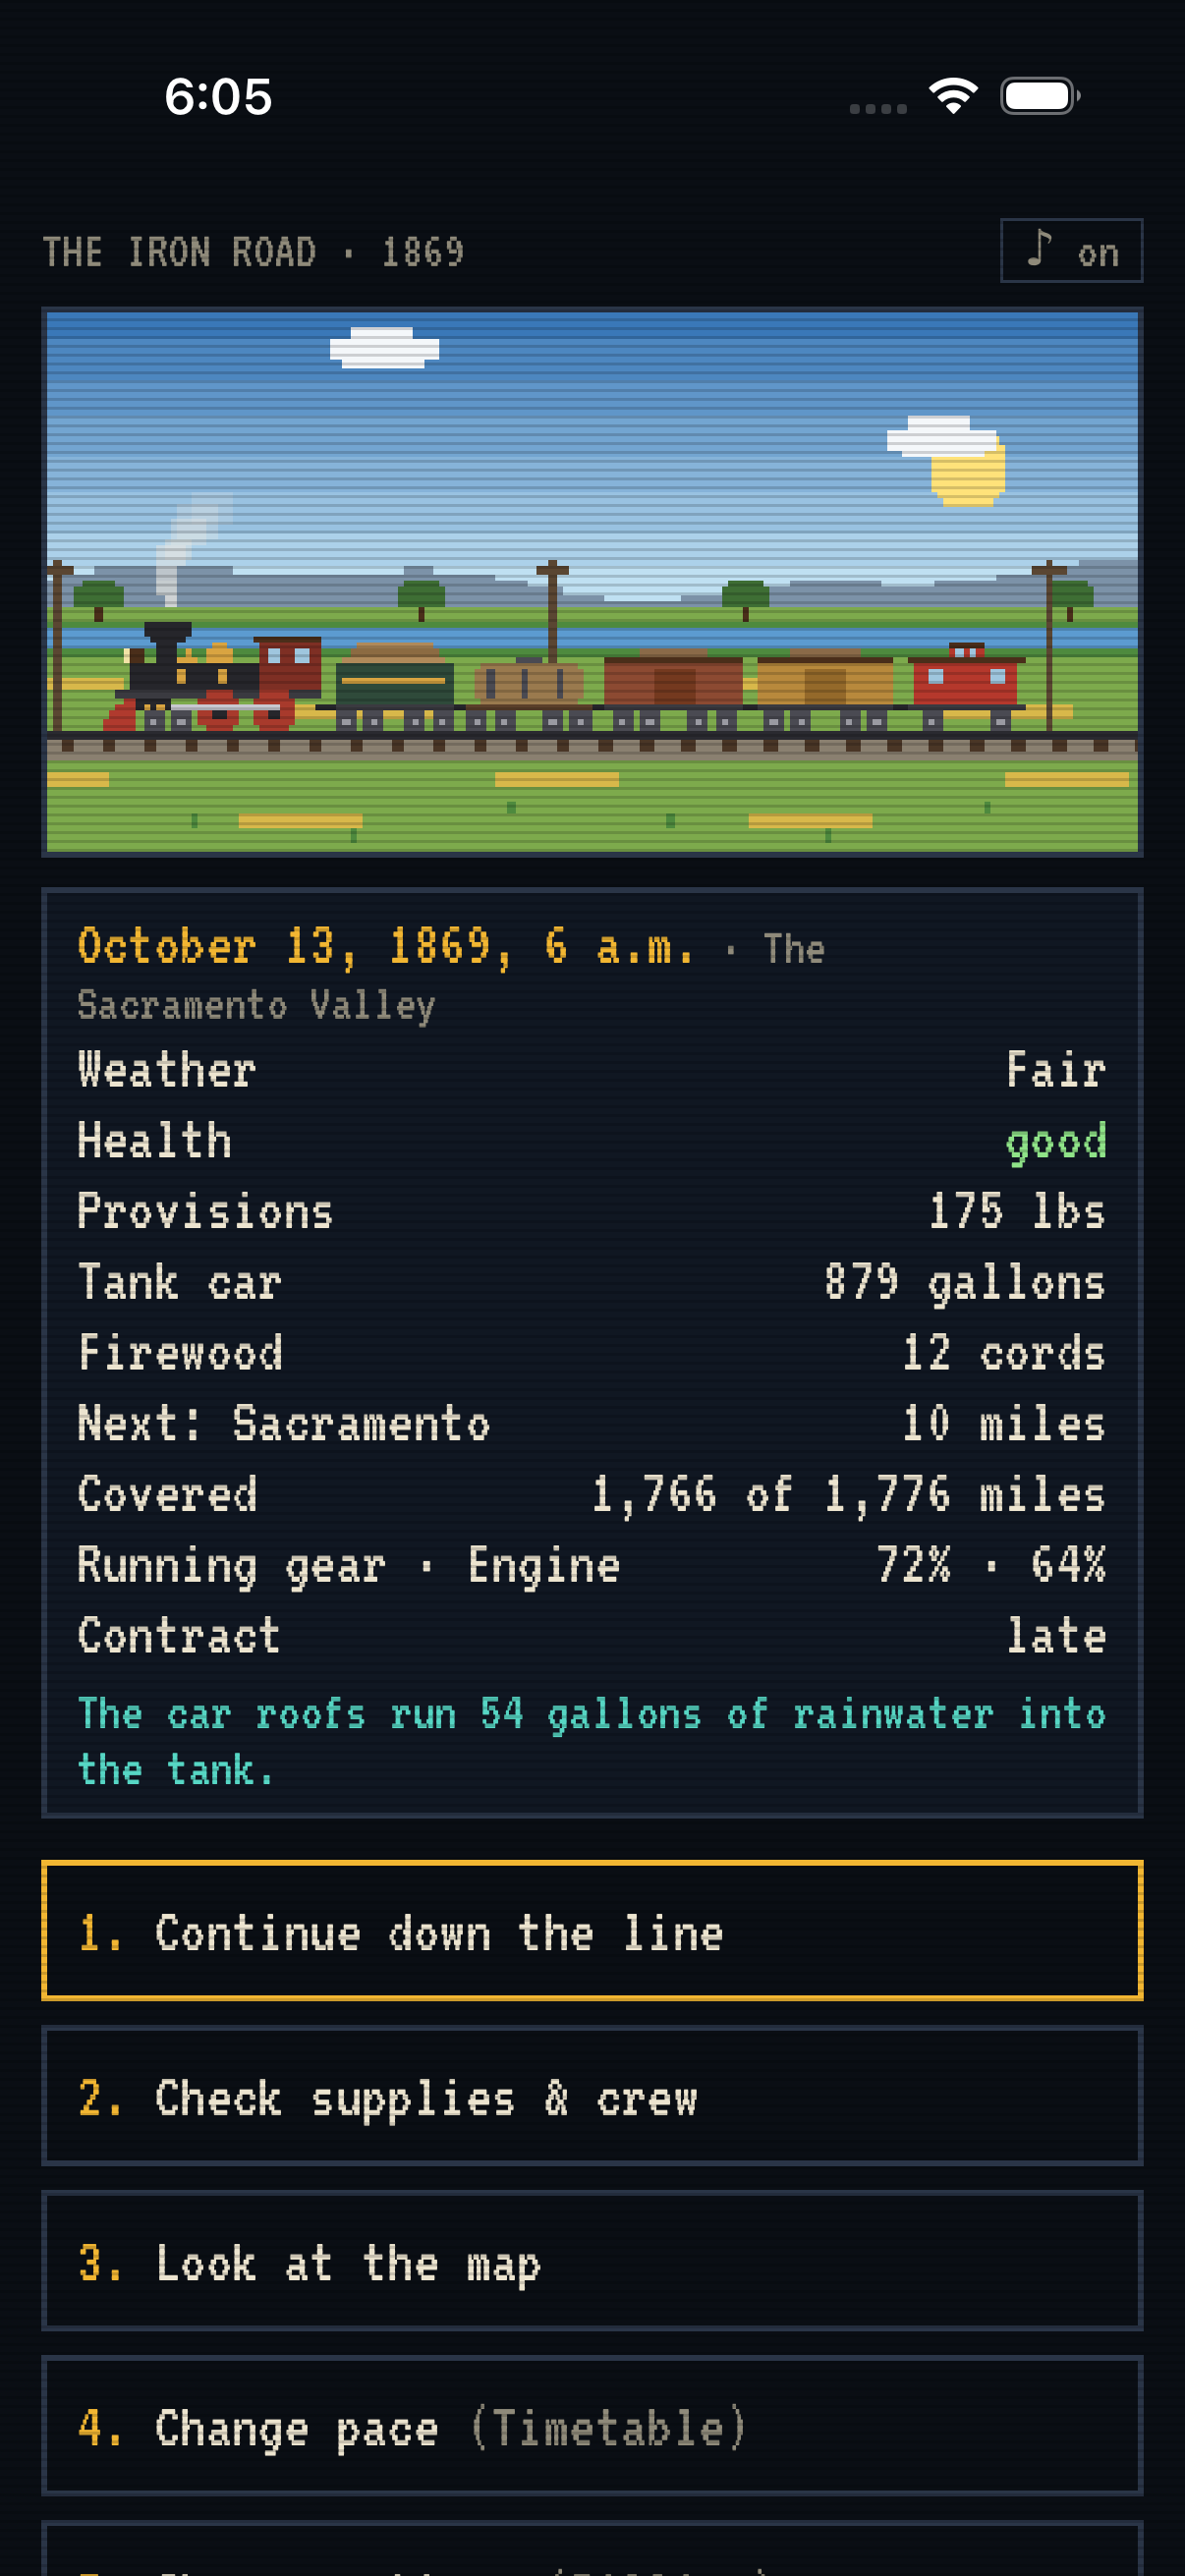 6:05
THE IRON ROAD · 1869
♪ on
October 13, 1869, 6 a.m. · The
Sacramento Valley
Weather Fair
Health good
Provisions 175 lbs
Tank car 879 gallons
Firewood 12 cords
Next: Sacramento 10 miles
Covered 1,766 of 1,776 miles
Running gear · Engine 72% · 64%
Contract late
The car roofs run 54 gallons of rainwater into
the tank.
1. Continue down the line
2. Check supplies & crew
3. Look at the map
4. Change pace (Timetable)